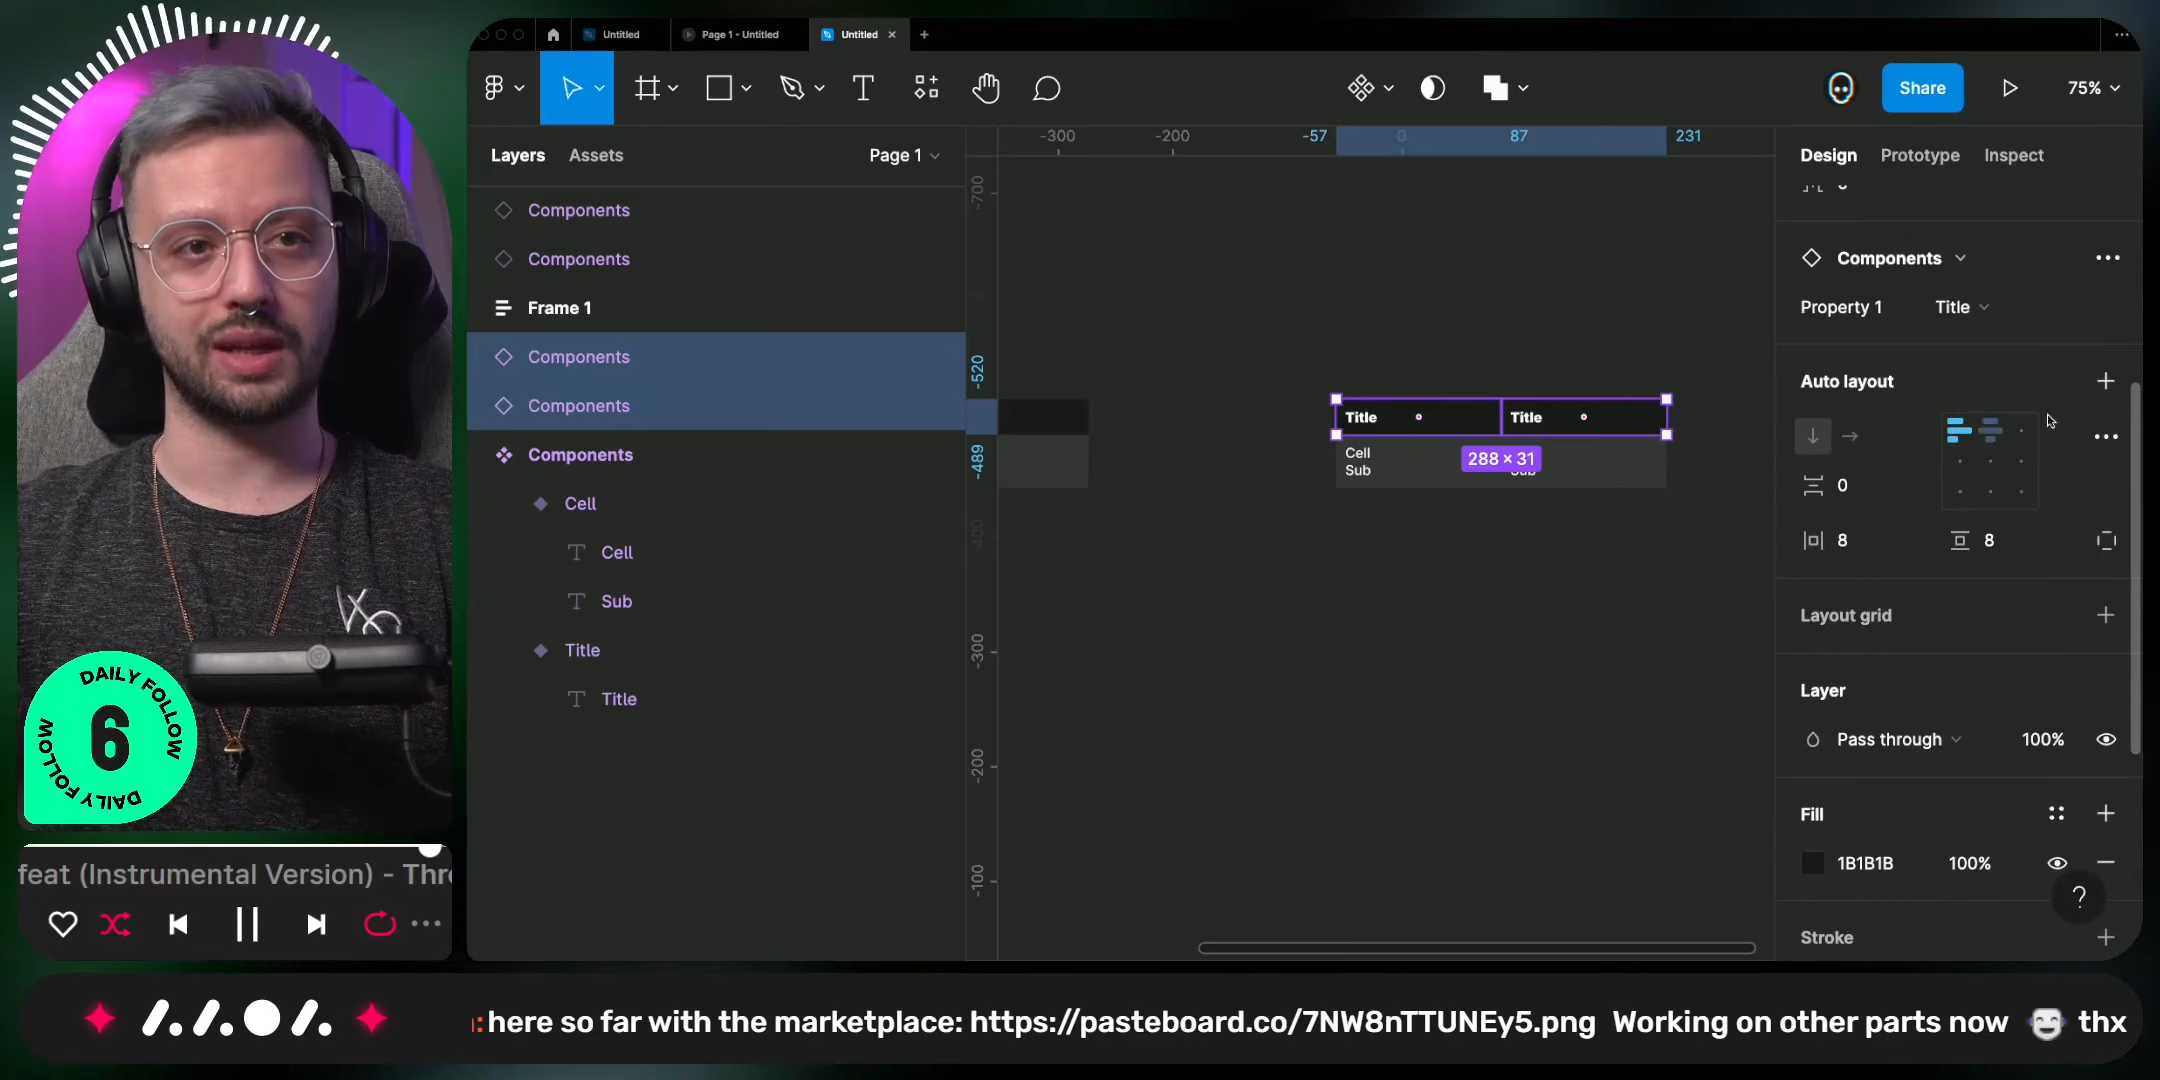 Untitled
Page 1 - Untitled
Untitled
Share
75%
Layers
Assets
Page 1
-300
-200
-57
0
87
231
Design
Prototype
Inspect
Components
Components
Frame 1
Components
Components
Components
Cell
Cell
Sub
Title
Title
-700
-520
-489
-400
-300
-200
-100
Title
Title
Cell
Sub
288 × 31
Sub
Components
Property 1
Title
Auto layout
0
8
8
Layout grid
Layer
Pass through
100%
Fill
1B1B1B
100%
?
Stroke
DAILY FOLLOW
6
DAILY FOLLOW
feat (Instrumental Version) - Thr
here so far with the marketplace: https://pasteboard.co/7NW8nTTUNEy5.png Working on other parts now thx